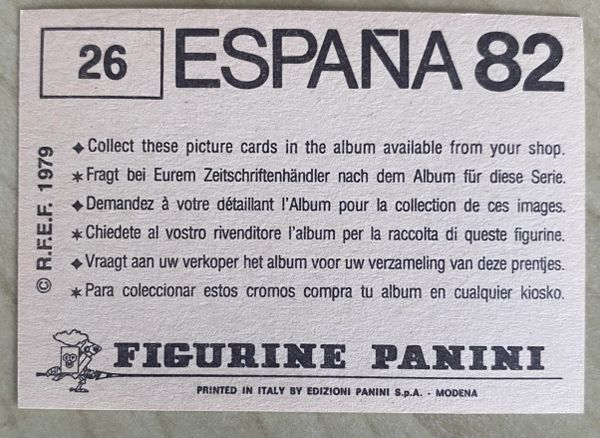 26
ESPAÑA 82
◆Collect these picture cards in the album available from your shop.
✶Fragt bei Eurem Zeitschriftenhändler nach dem Album für diese Serie.
◆Demandez à votre détaillant l'Album pour la collection de ces images.
✶Chiedete al vostro rivenditore l'album per la raccolta di queste figurine.
◆Vraagt aan uw verkoper het album voor uw verzameling van deze prentjes.
✶Para coleccionar estos cromos compra tu album en cualquier kiosko.
© R.F.E.F. 1979
FIGURINE PANINI
PRINTED IN ITALY BY EDIZIONI PANINI S.p.A. - MODENA